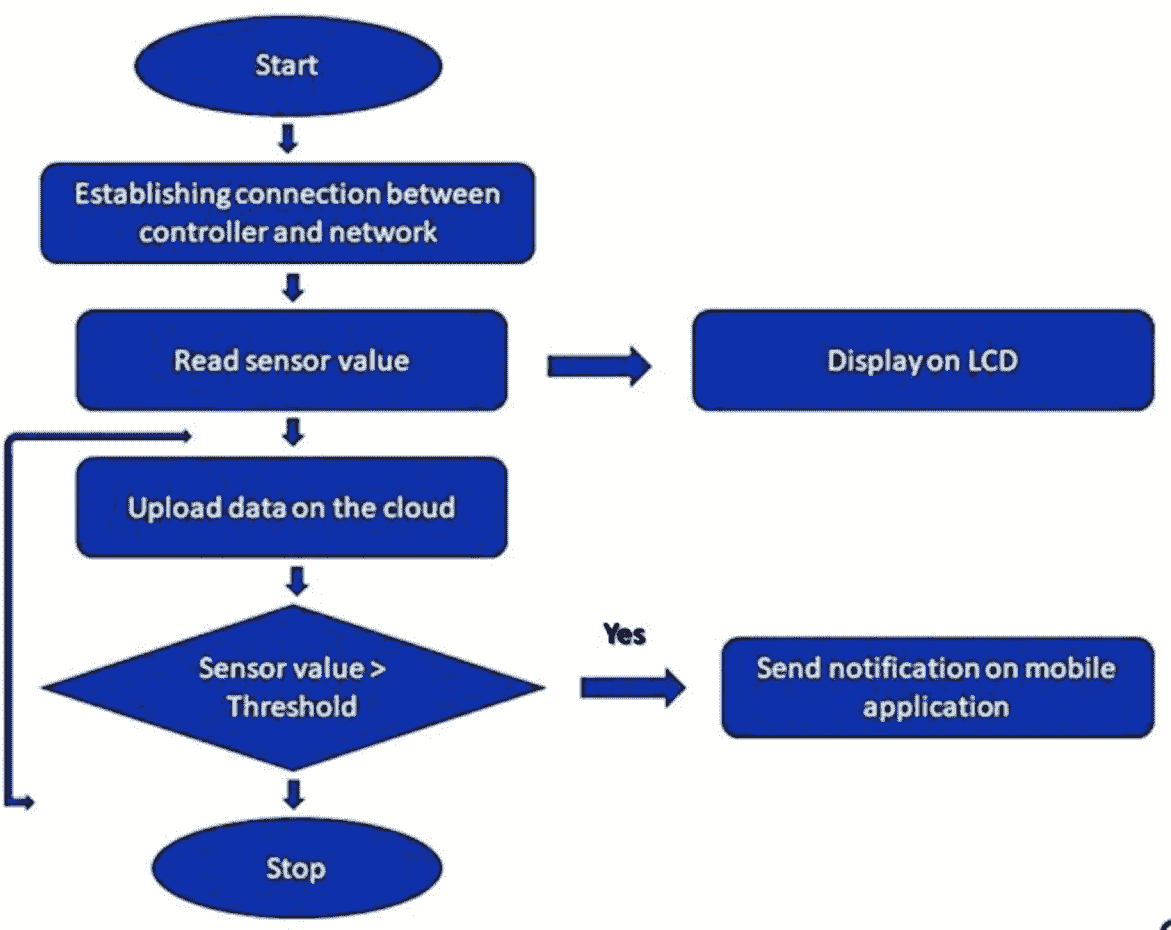 Start
Establishing connection between
controller and network
Read sensor value
Display on LCD
Upload data on the cloud
Sensor value >
Threshold
Yes
Send notification on mobile
application
Stop